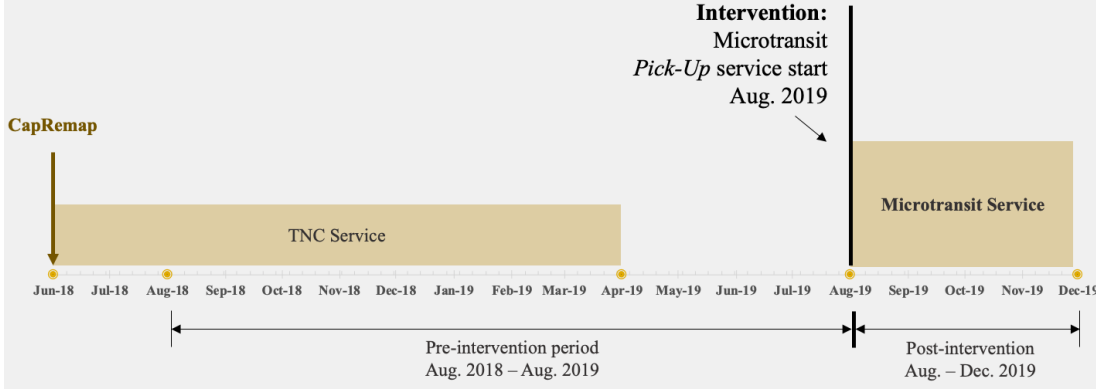 Intervention:
Microtransit
Pick-Up service start
Aug. 2019
CapRemap
TNC Service
Microtransit Service
Jun-18 Jul-18 Aug-18 Sep-18 Oct-18 Nov-18 Dec-18 Jan-19 Feb-19 Mar-19 Apr-19 May-19 Jun-19 Jul-19 Aug-19 Sep-19 Oct-19 Nov-19 Dec-19
Pre-intervention period
Aug. 2018 – Aug. 2019
Post-intervention
Aug. – Dec. 2019